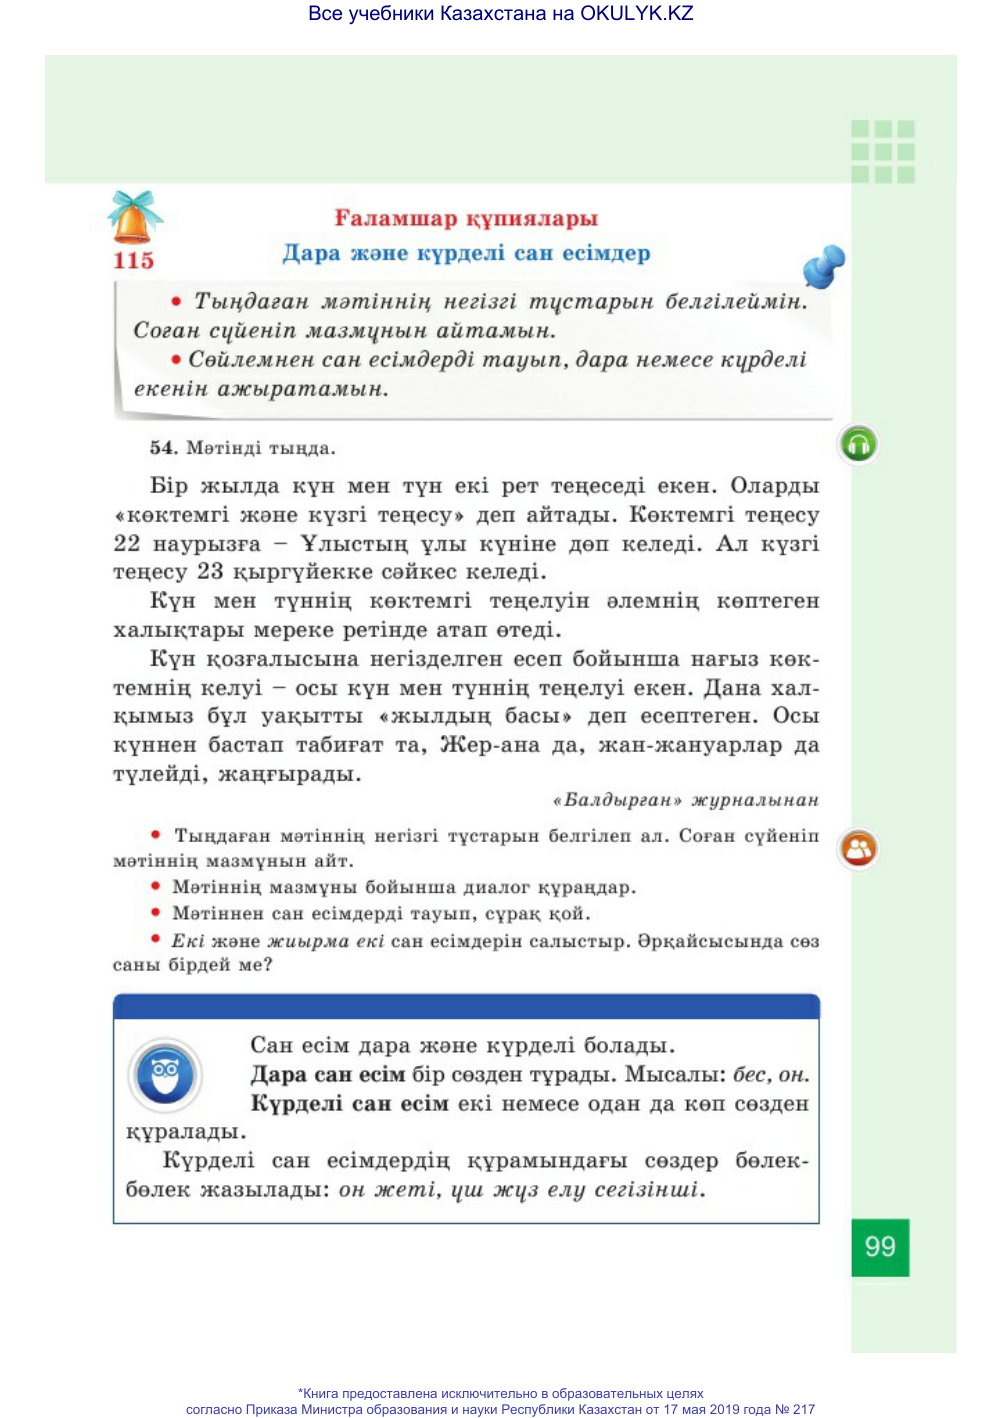 Все учебники Казахстана на OKULYK.KZ
115
Ғаламшар құпиялары
Дара және күрделі сан есімдер
• Тыңдаған мәтіннің негізгі тұстарын белгілеймін.
Соған сүйеніп мазмұнын айтамын.
• Сөйлемнен сан есімдерді тауып, дара немесе күрделі
екенін ажыратамын.
54. Мәтінді тыңда.
Бір жылда күн мен түн екі рет теңеседі екен. Оларды
«көктемгі және күзгі теңесу» деп айтады. Көктемгі теңесу
22 наурызға – Ұлыстың ұлы күніне дөп келеді. Ал күзгі
теңесу 23 қыргүйекке сәйкес келеді.
Күн мен түннің көктемгі теңелуін әлемнің көптеген
халықтары мереке ретінде атап өтеді.
Күн қозғалысына негізделген есеп бойынша нағыз көк-
темнің келуі – осы күн мен түннің теңелуі екен. Дана хал-
қымыз бұл уақытты «жылдың басы» деп есептеген. Осы
күннен бастап табиғат та, Жер-ана да, жан-жануарлар да
түлейді, жаңғырады.
«Балдырған» журналынан
• Тыңдаған мәтіннің негізгі тұстарын белгілеп ал. Соған сүйеніп
мәтіннің мазмұнын айт.
• Мәтіннің мазмұны бойынша диалог құраңдар.
• Мәтіннен сан есімдерді тауып, сұрақ қой.
• Екі және жиырма екі сан есімдерін салыстыр. Әрқайсысында сөз
саны бірдей ме?
Сан есім дара және күрделі болады.
Дара сан есім бір сөзден тұрады. Мысалы: бес, он.
Күрделі сан есім екі немесе одан да көп сөзден
құралады.
Күрделі сан есімдердің құрамындағы сөздер бөлек-
бөлек жазылады: он жеті, үш жүз елу сегізінші.
99
*Книга предоставлена исключительно в образовательных целях
согласно Приказа Министра образования и науки Республики Казахстан от 17 мая 2019 года № 217